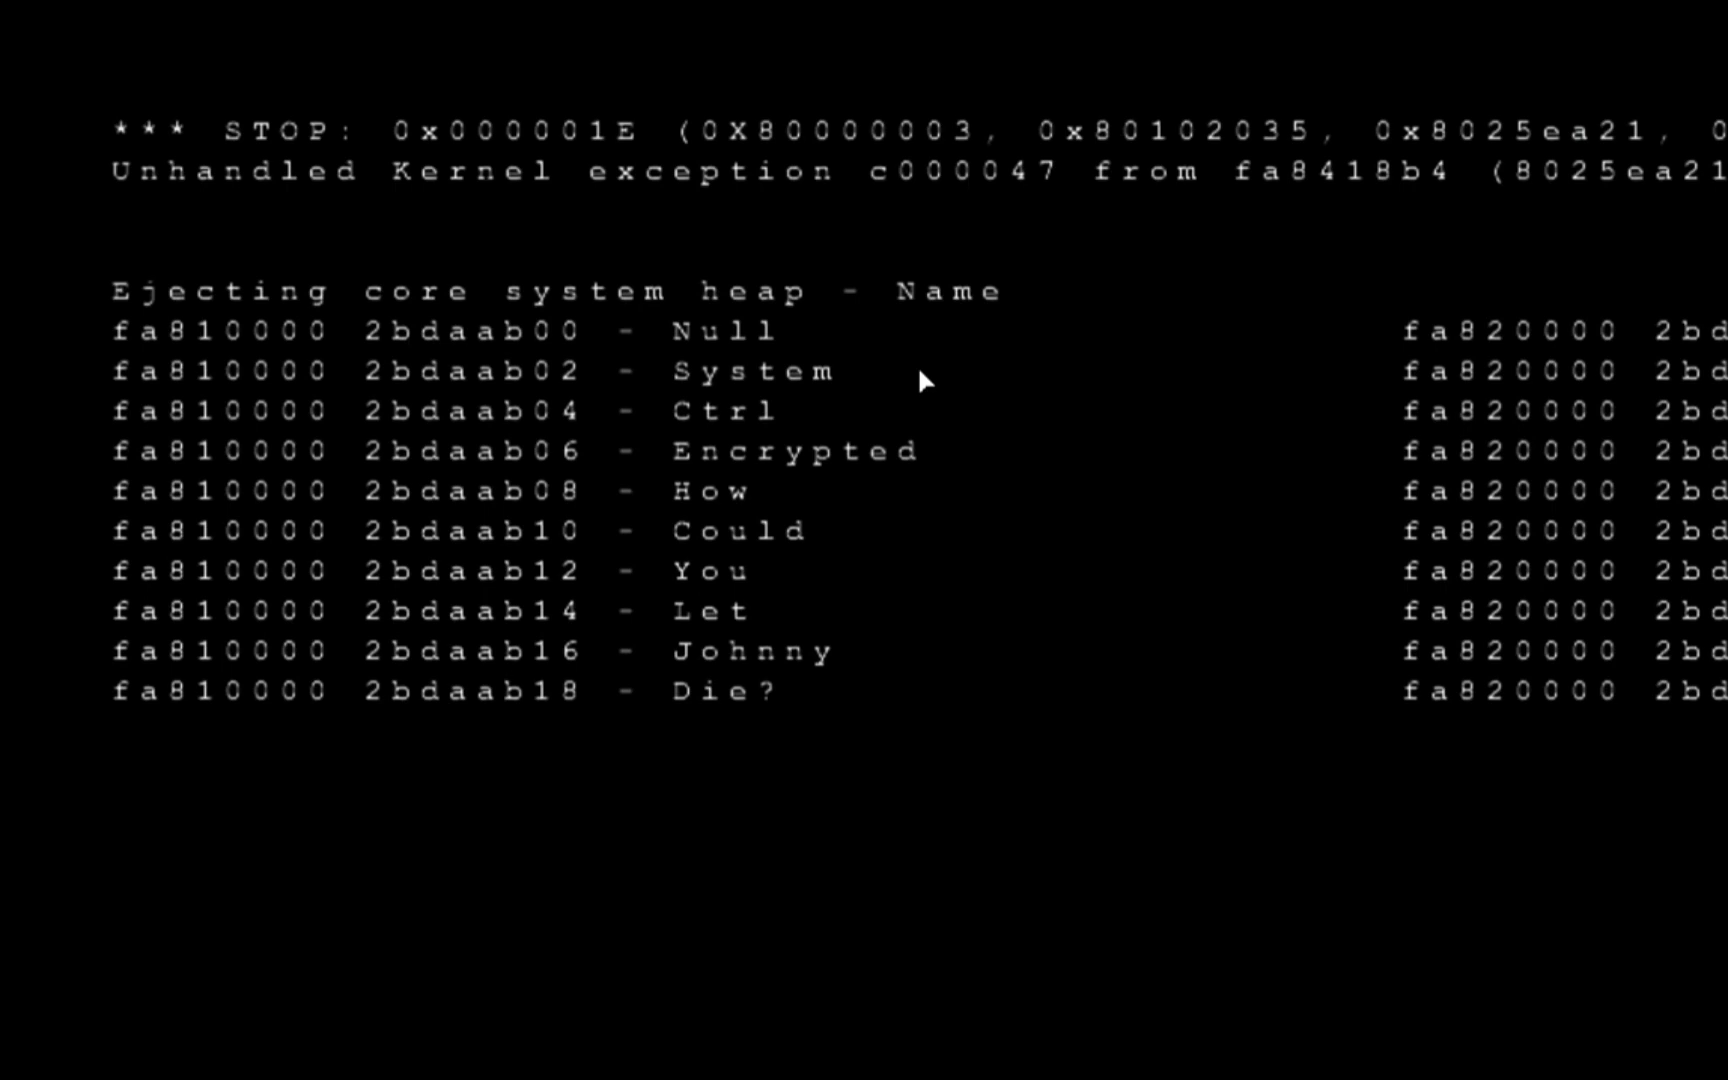 *** STOP: 0x000001E (0X80000003, 0x80102035, 0x8025ea21, 0
Unhandled Kernel exception c000047 from fa8418b4 (8025ea21
Ejecting core system heap - Name
fa810000 2bdaab00 - Null fa820000 2bd
fa810000 2bdaab02 - System fa820000 2bd
fa810000 2bdaab04 - Ctrl fa820000 2bd
fa810000 2bdaab06 - Encrypted fa820000 2bd
fa810000 2bdaab08 - How fa820000 2bd
fa810000 2bdaab10 - Could fa820000 2bd
fa810000 2bdaab12 - You fa820000 2bd
fa810000 2bdaab14 - Let fa820000 2bd
fa810000 2bdaab16 - Johnny fa820000 2bd
fa810000 2bdaab18 - Die? fa820000 2bd